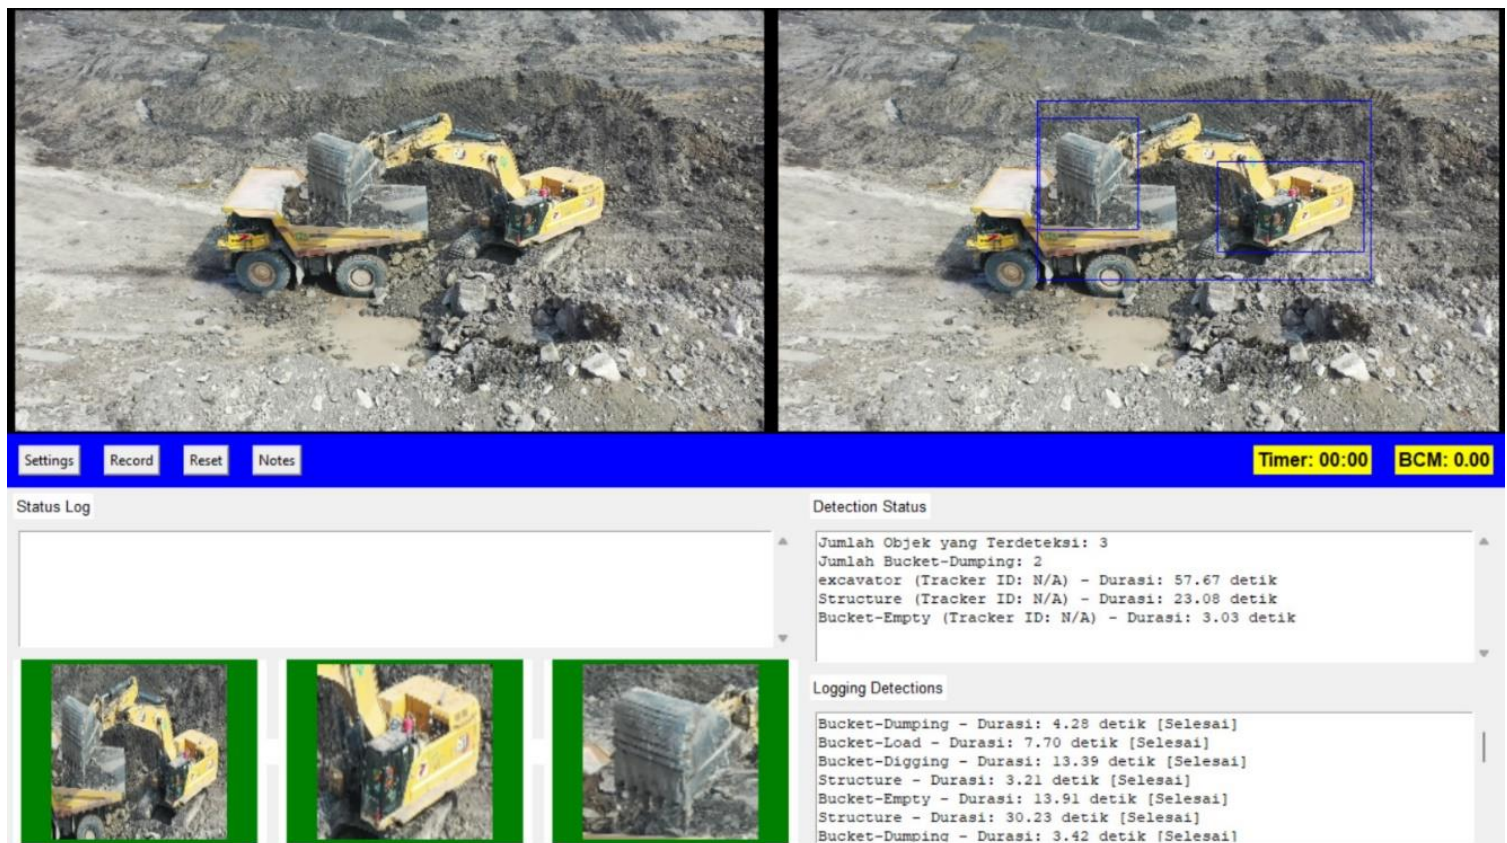 Settings
Record
Reset
Notes
Timer: 00:00
BCM: 0.00
Status Log
Detection Status
Jumlah Objek yang Terdeteksi: 3
Jumlah Bucket-Dumping: 2
excavator (Tracker ID: N/A) - Durasi: 57.67 detik
Structure (Tracker ID: N/A) - Durasi: 23.08 detik
Bucket-Empty (Tracker ID: N/A) - Durasi: 3.03 detik
Logging Detections
Bucket-Dumping - Durasi: 4.28 detik [Selesai]
Bucket-Load - Durasi: 7.70 detik [Selesai]
Bucket-Digging - Durasi: 13.39 detik [Selesai]
Structure - Durasi: 3.21 detik [Selesai]
Bucket-Empty - Durasi: 13.91 detik [Selesai]
Structure - Durasi: 30.23 detik [Selesai]
Bucket-Dumping - Durasi: 3.42 detik [Selesai]